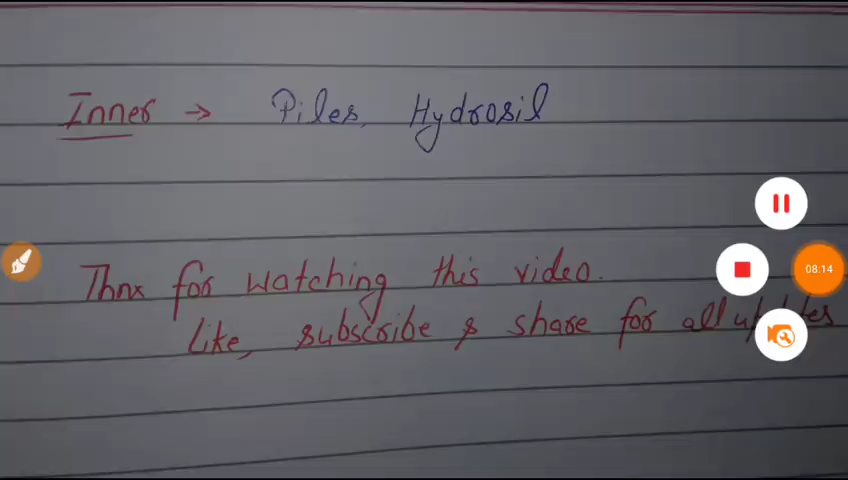 Inner → Piles, Hydrosil
Thnx for watching this video.
08:14
Like, subscribe & share for all